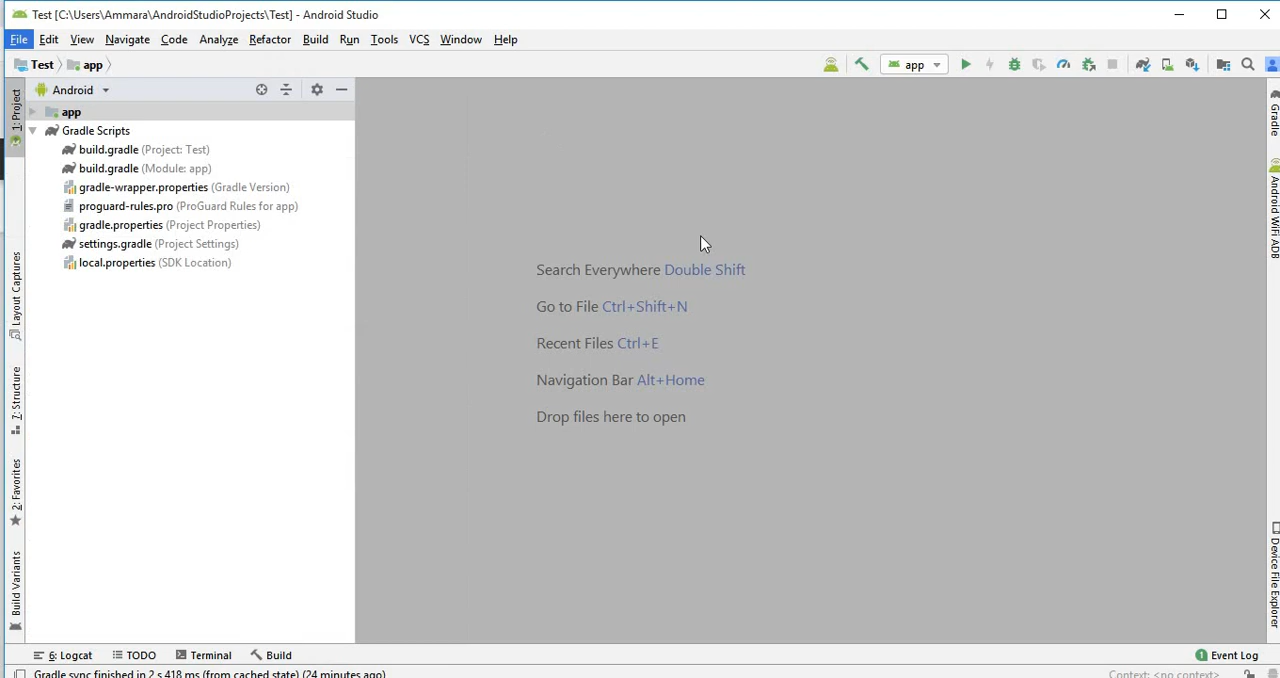 Test [C:\Users\Ammara\AndroidStudioProjects\Test] - Android Studio
File Edit View Navigate Code Analyze Refactor Build Run Tools VCS Window Help
Test app
app
1: Project
Android
app
Gradle Scripts
build.gradle (Project: Test)
build.gradle (Module: app)
gradle-wrapper.properties (Gradle Version)
proguard-rules.pro (ProGuard Rules for app)
gradle.properties (Project Properties)
settings.gradle (Project Settings)
local.properties (SDK Location)
Layout Captures
7: Structure
2: Favorites
Build Variants
Search Everywhere Double Shift
Go to File Ctrl+Shift+N
Recent Files Ctrl+E
Navigation Bar Alt+Home
Drop files here to open
Gradle
Android WiFi ADB
Device File Explorer
6: Logcat TODO Terminal Build
1 Event Log
Gradle sync finished in 2 s 418 ms (from cached state) (24 minutes ago)
Context: <no context>